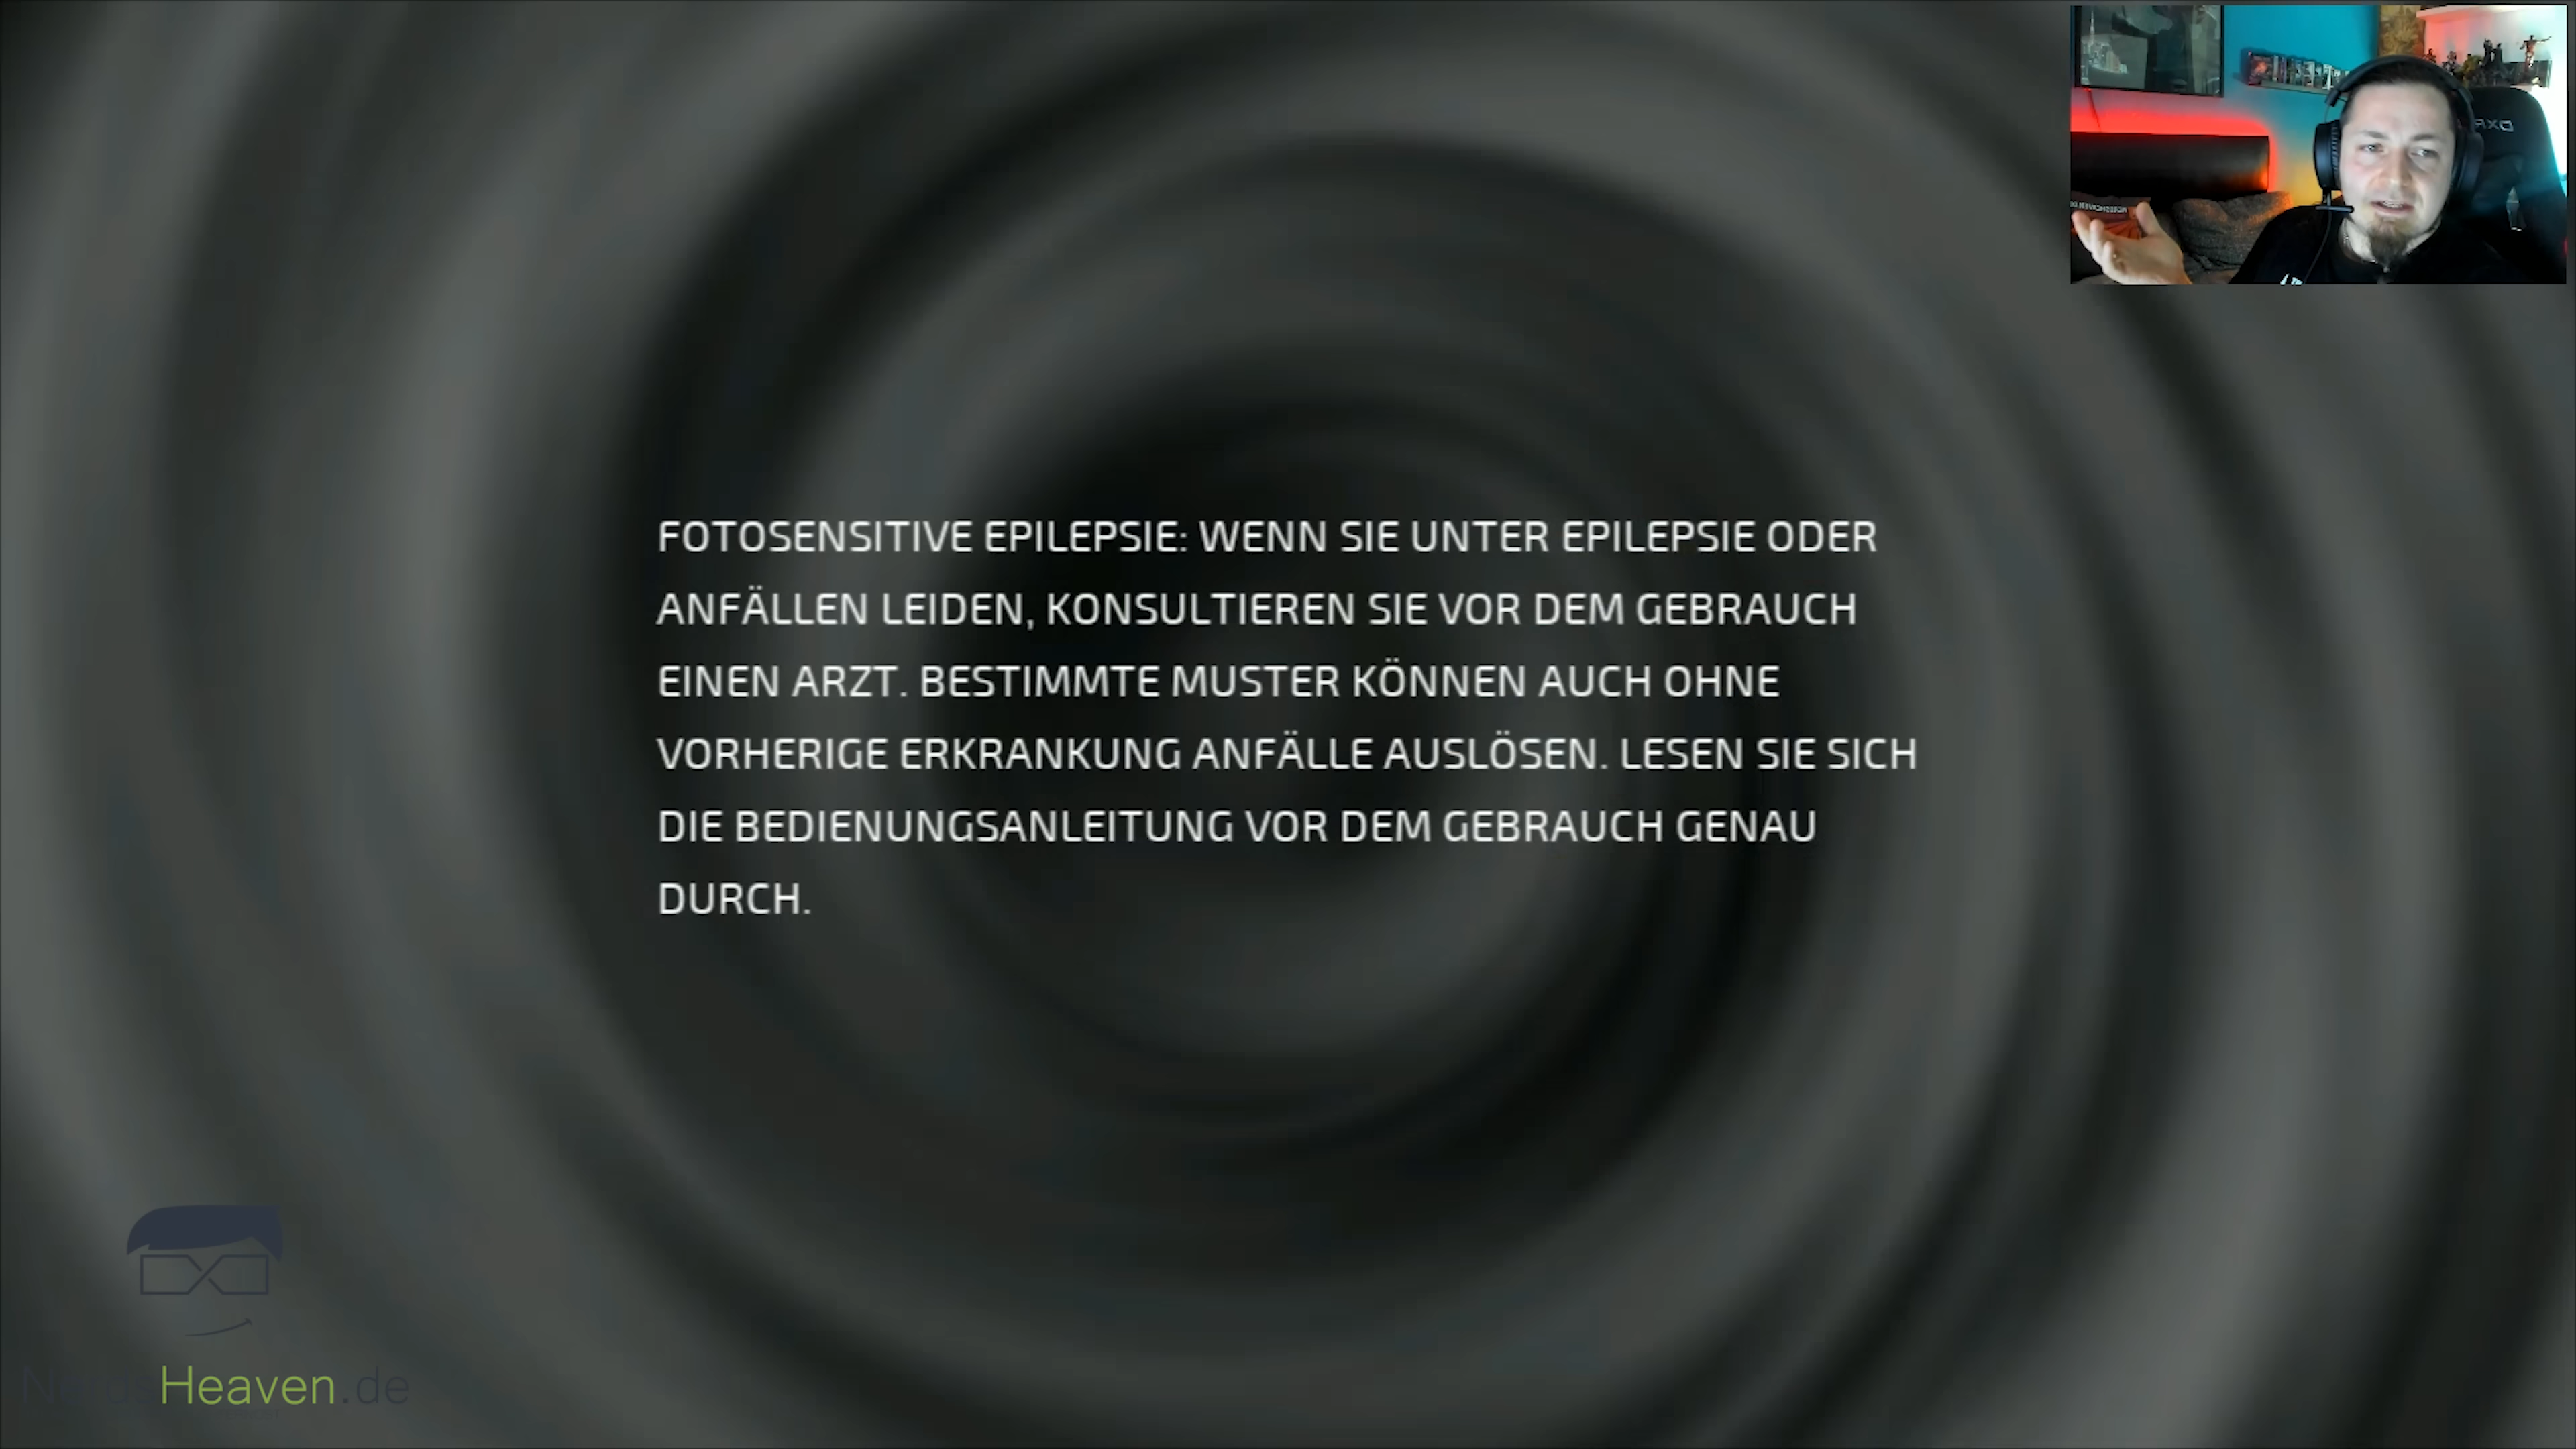 FOTOSENSITIVE EPILEPSIE: WENN SIE UNTER EPILEPSIE ODER
ANFÄLLEN LEIDEN, KONSULTIEREN SIE VOR DEM GEBRAUCH
EINEN ARZT. BESTIMMTE MUSTER KÖNNEN AUCH OHNE
VORHERIGE ERKRANKUNG ANFÄLLE AUSLÖSEN. LESEN SIE SICH
DIE BEDIENUNGSANLEITUNG VOR DEM GEBRAUCH GENAU
DURCH.
NerdsHeaven.de